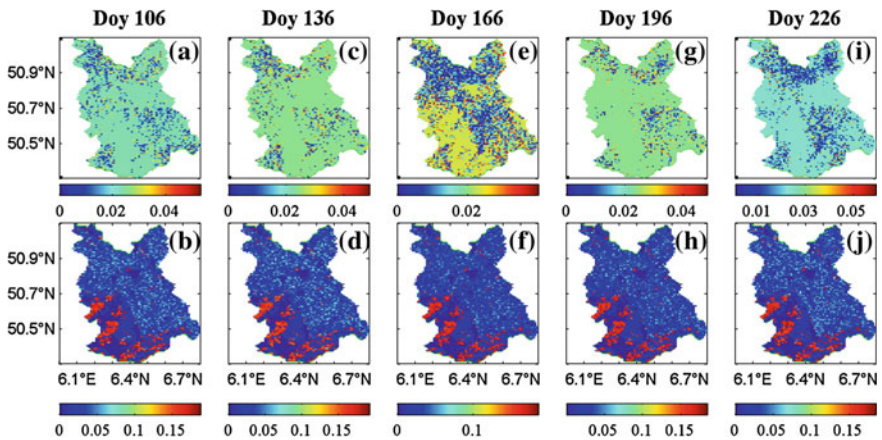 Doy 106 Doy 136 Doy 166 Doy 196 Doy 226
(a) (c) (e) (g) (i)
50.9°N
50.7°N
50.5°N
0 0.02 0.04 0 0.02 0.04 0 0.02 0 0.02 0.04 0.01 0.03 0.05
(b) (d) (f) (h) (j)
50.9°N
50.7°N
50.5°N
6.1°E 6.4°E 6.7°E 6.1°E 6.4°E 6.7°E 6.1°E 6.4°E 6.7°E 6.1°E 6.4°E 6.7°E 6.1°E 6.4°E 6.7°E
0 0.05 0.1 0.15 0 0.05 0.1 0.15 0 0.1 0.05 0.1 0.15 0 0.05 0.1 0.15